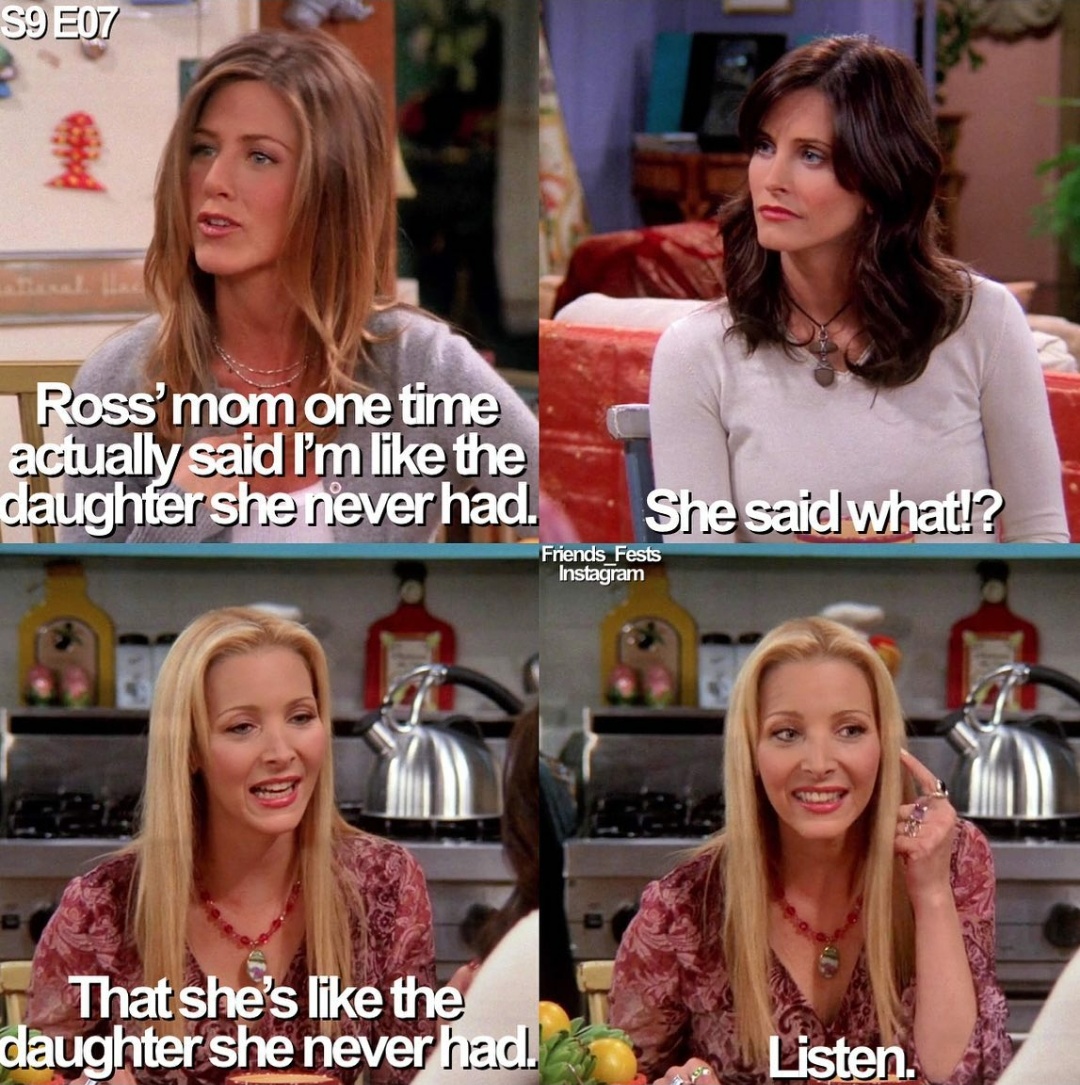 S9 E07
Ross' mom one time
actually said I'm like the
daughter she never had.
She said what!?
Friends_Fests
Instagram
That she's like the
daughter she never had.
Listen.